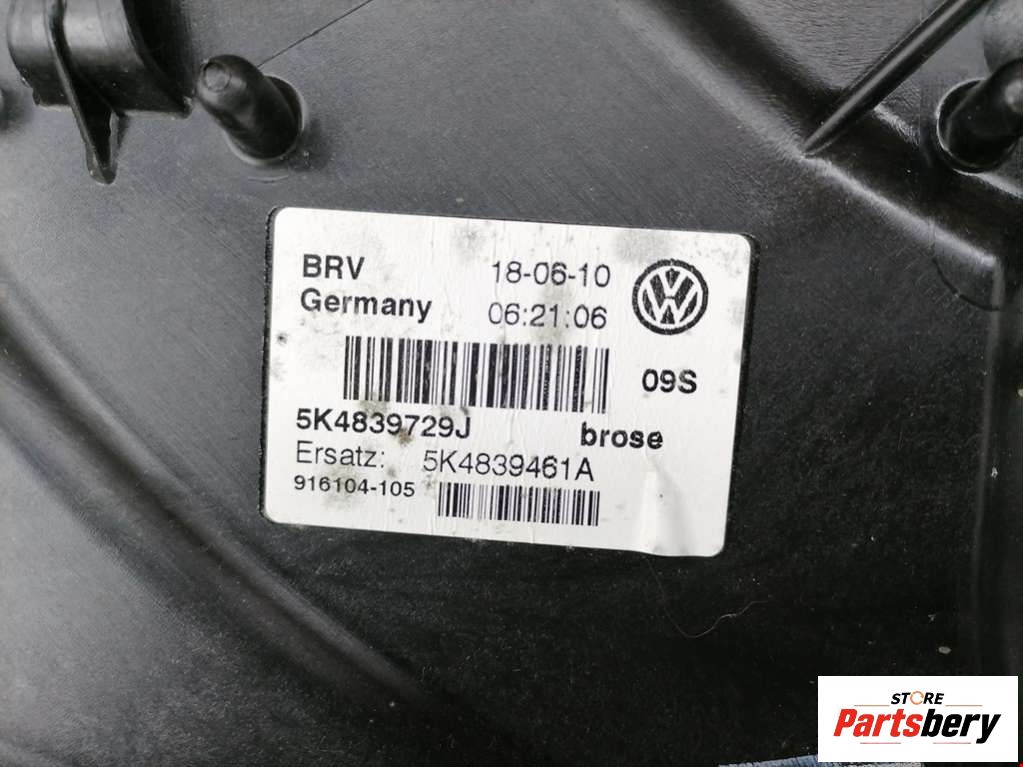 BRV 18-06-10
Germany 06:21:06
09S
5K4839729J brose
Ersatz: 5K4839461A
916104-105
STORE
Partsbery